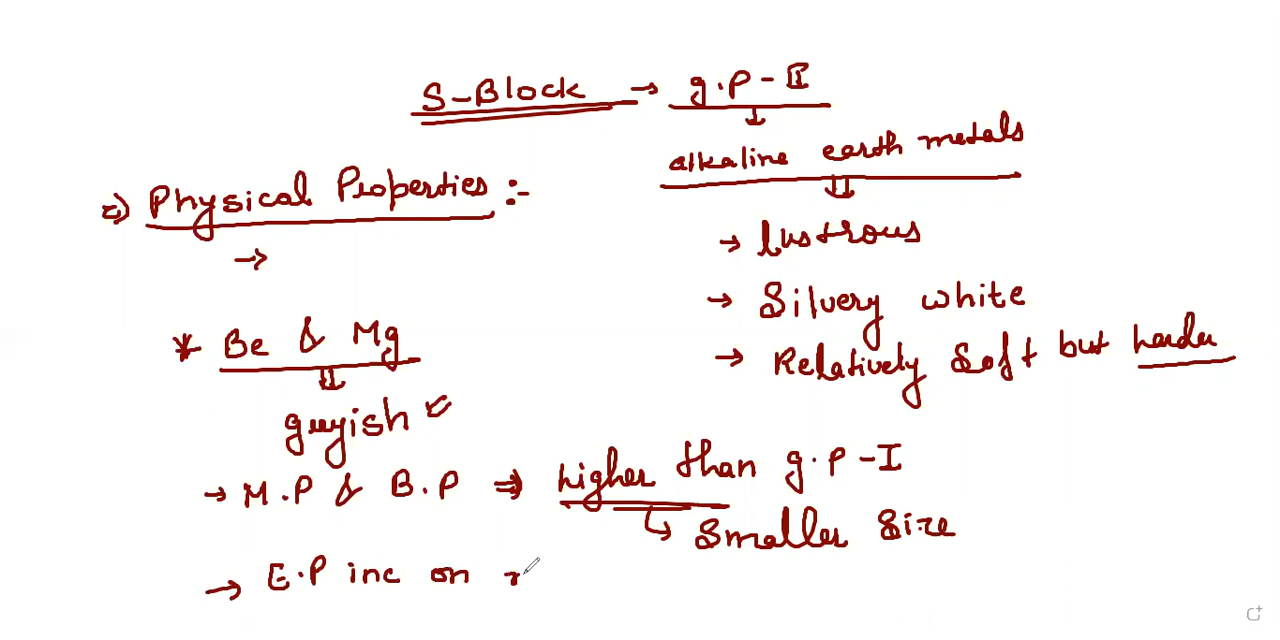 S-Block → g.p - II
alkaline earth metals
Physical Properties :-
→ lustrous
→ Silvery white
→ Relatively Soft but harder
* Be & Mg
greyish
→ M.P & B.P ⇒ higher than g.p - I
Smaller Size
→ E.P inc on